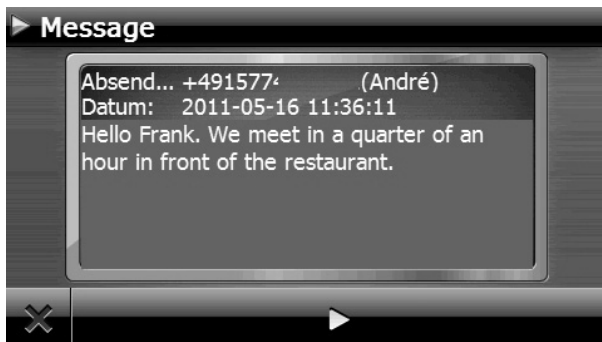 Message
Absend... +4915774 (André)
Datum: 2011-05-16 11:36:11
Hello Frank. We meet in a quarter of an
hour in front of the restaurant.